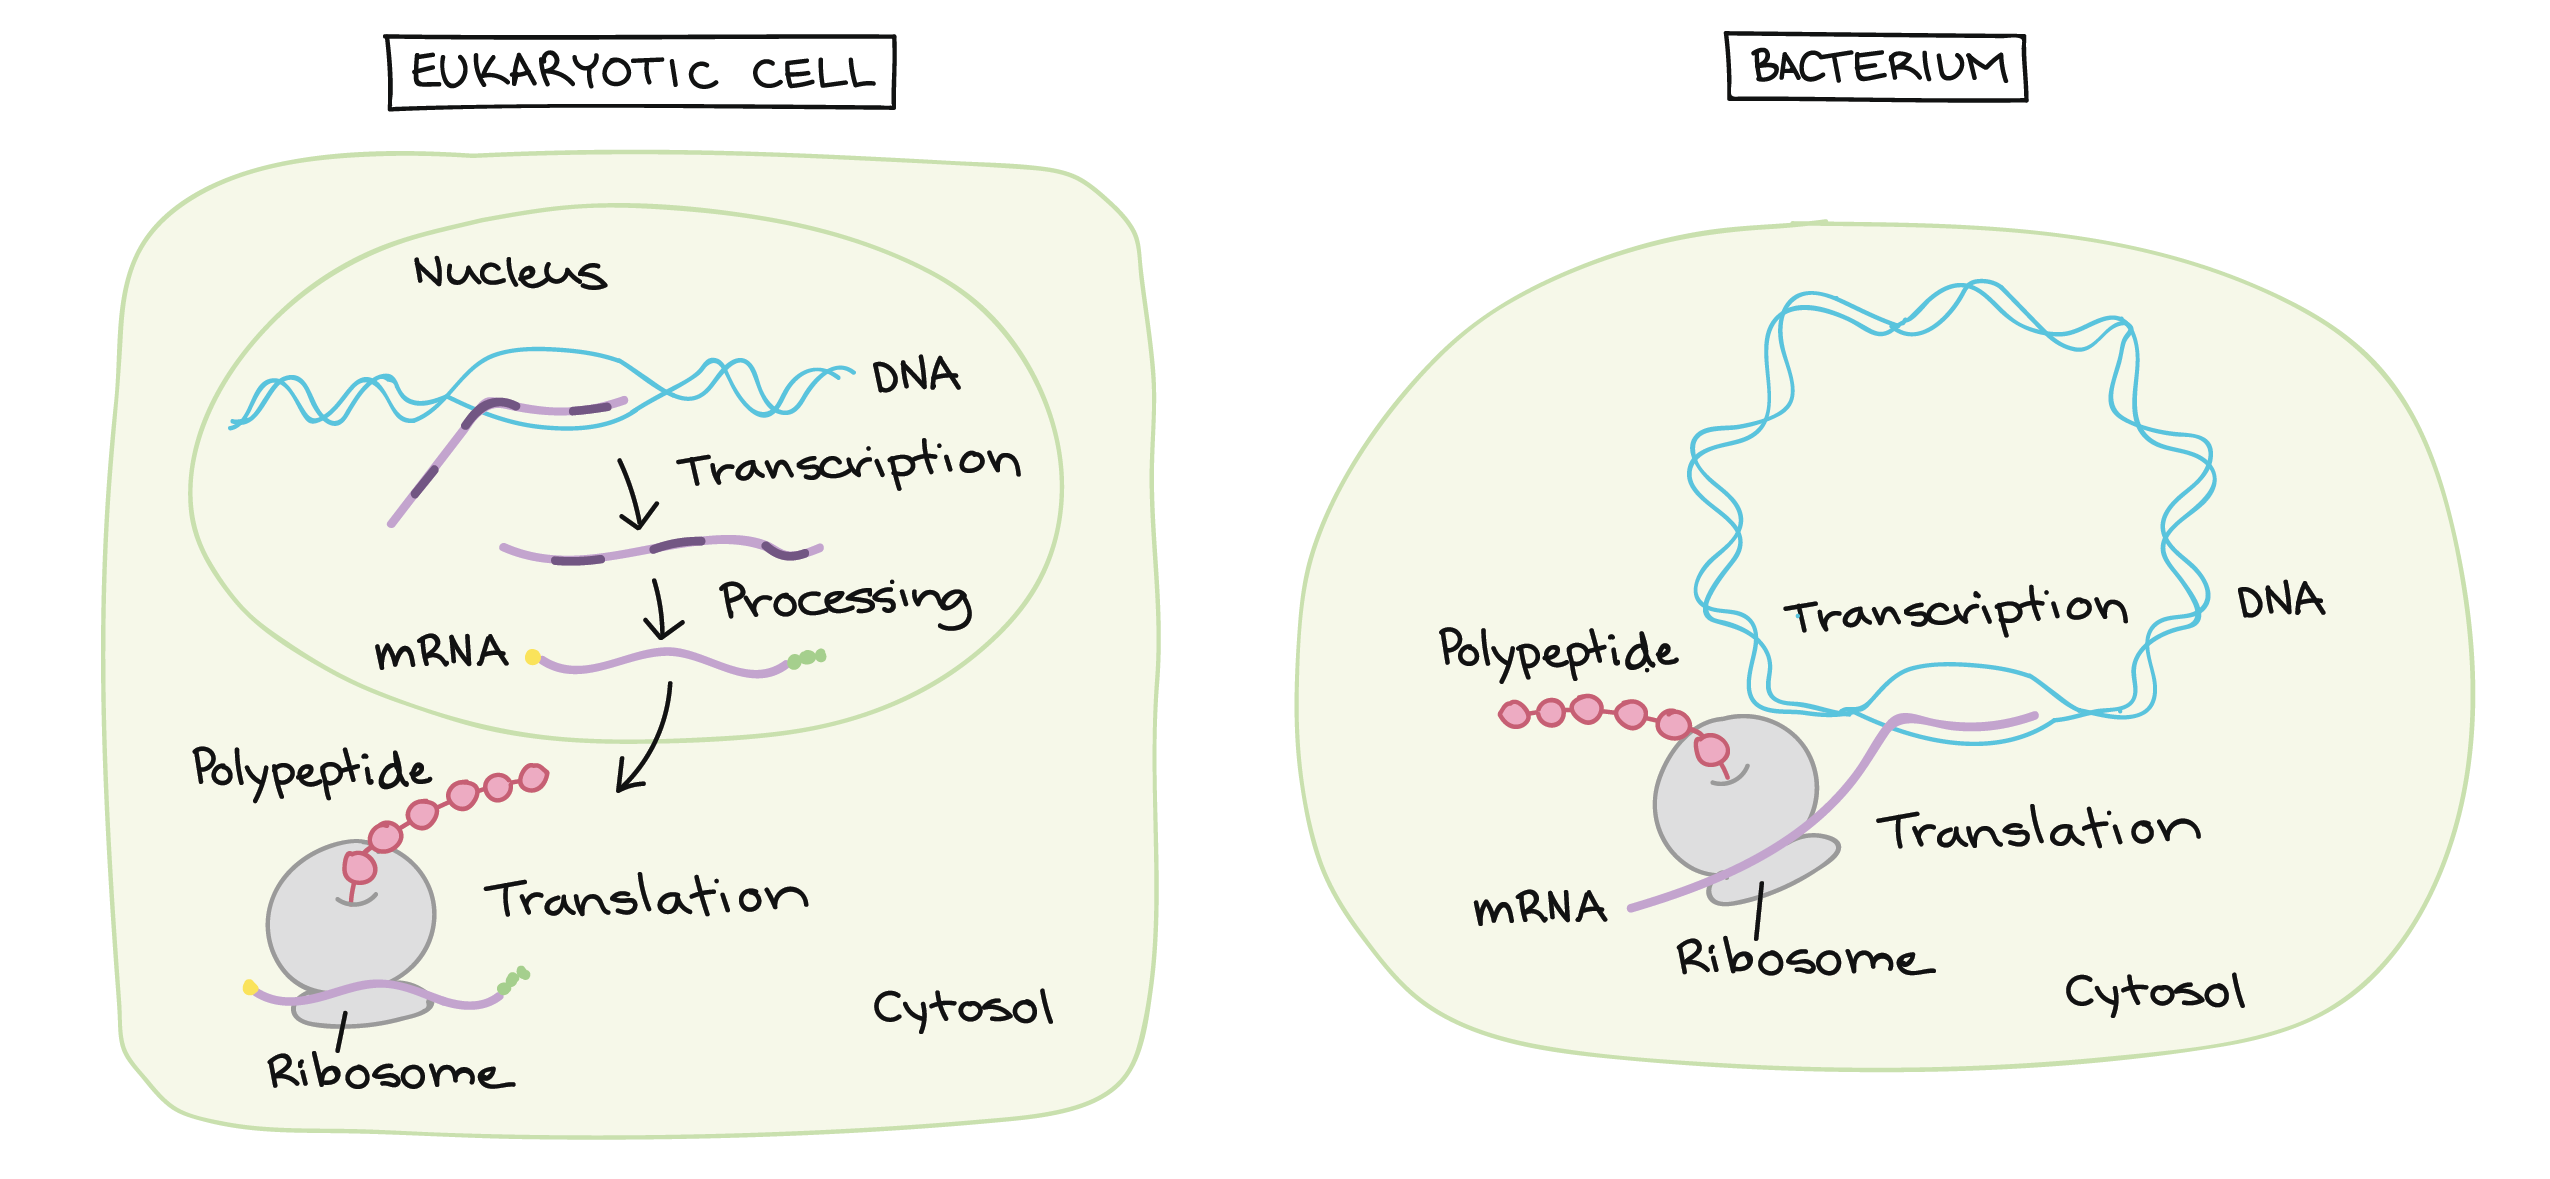 EUKARYOTIC CELL
Nucleus
DNA
Transcription
Processing
mRNA
Polypeptide
Translation
Cytosol
Ribosome
BACTERIUM
Transcription
DNA
Polypeptide
Translation
mRNA
Ribosome
Cytosol